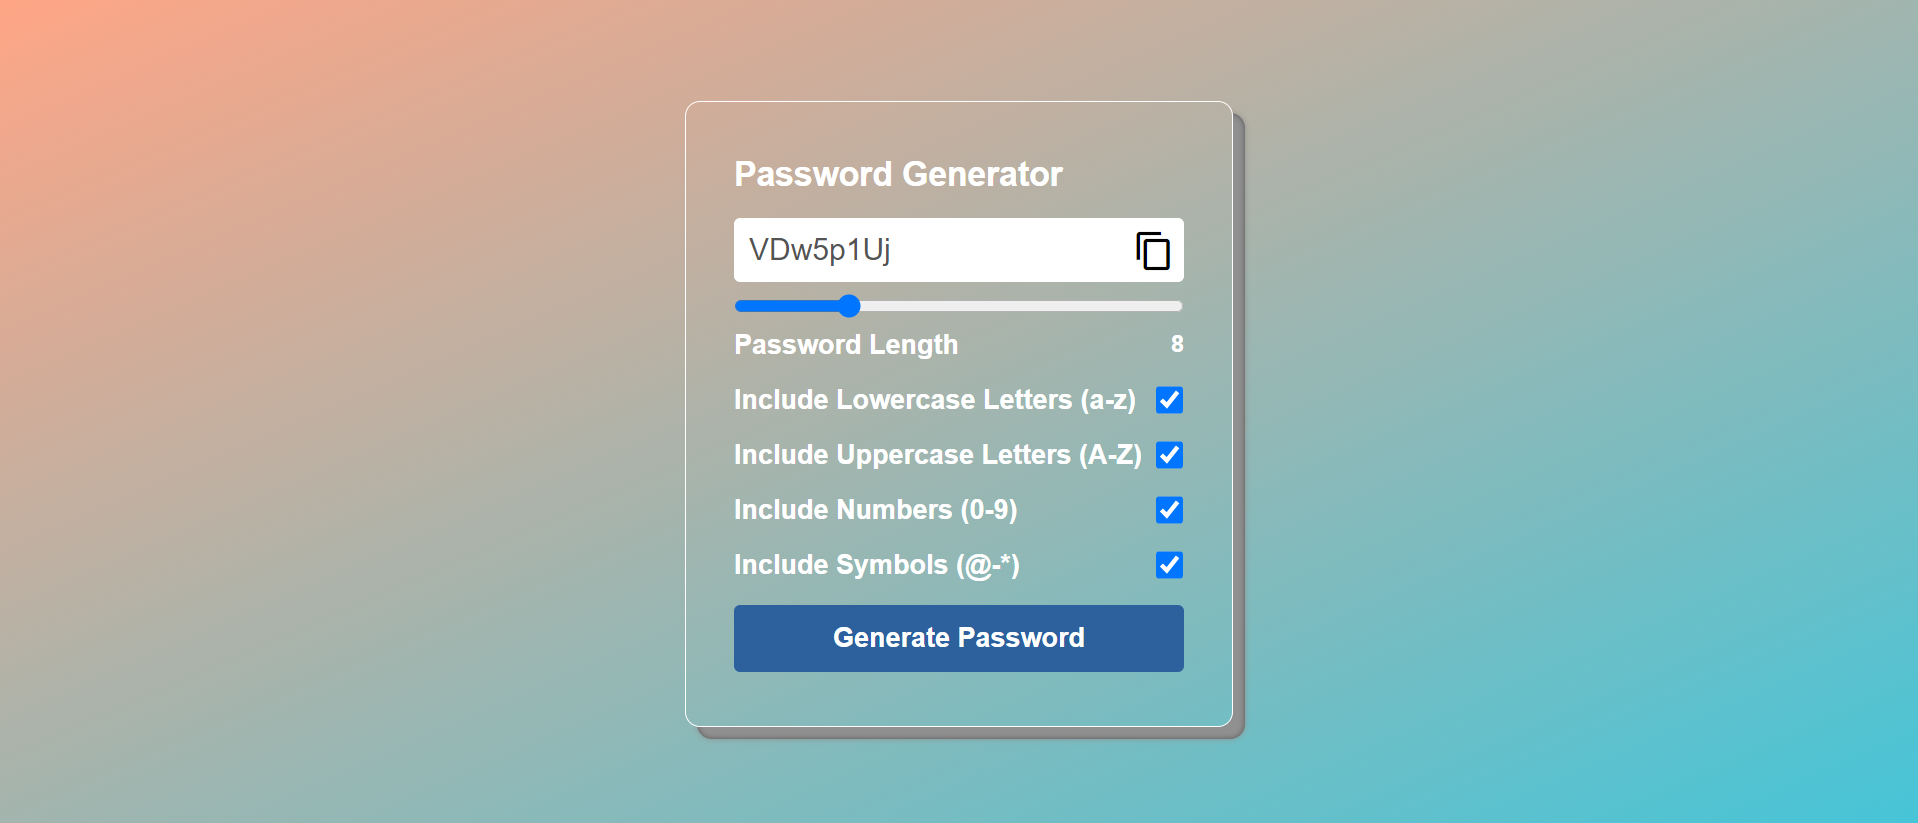 Password Generator
VDw5p1Uj
Password Length 8
Include Lowercase Letters (a-z)
Include Uppercase Letters (A-Z)
Include Numbers (0-9)
Include Symbols (@-*)
Generate Password